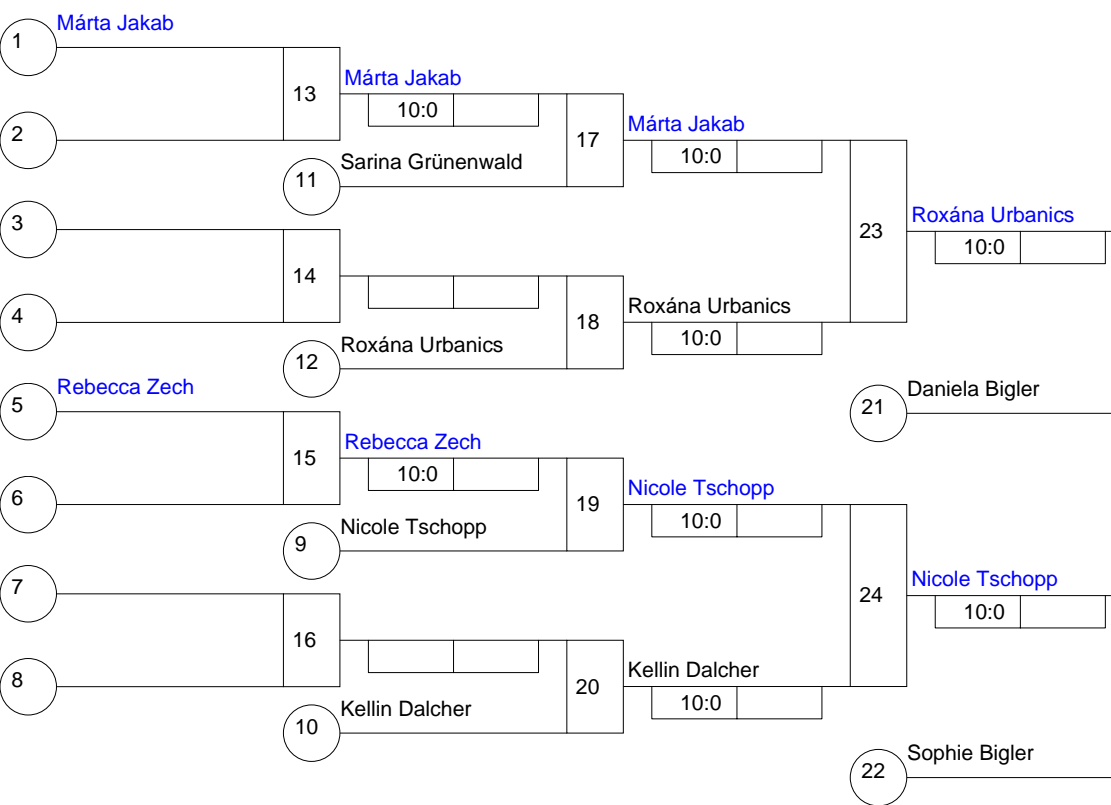 Márta Jakab
1
13
Márta Jakab
10:0
2
17
Márta Jakab
10:0
11
Sarina Grünenwald
3
23
Roxána Urbanics
10:0
14
4
18
Roxána Urbanics
10:0
12
Roxána Urbanics
5
Rebecca Zech
21
Daniela Bigler
15
Rebecca Zech
10:0
6
19
Nicole Tschopp
10:0
9
Nicole Tschopp
7
24
Nicole Tschopp
10:0
16
8
20
Kellin Dalcher
10:0
10
Kellin Dalcher
22
Sophie Bigler